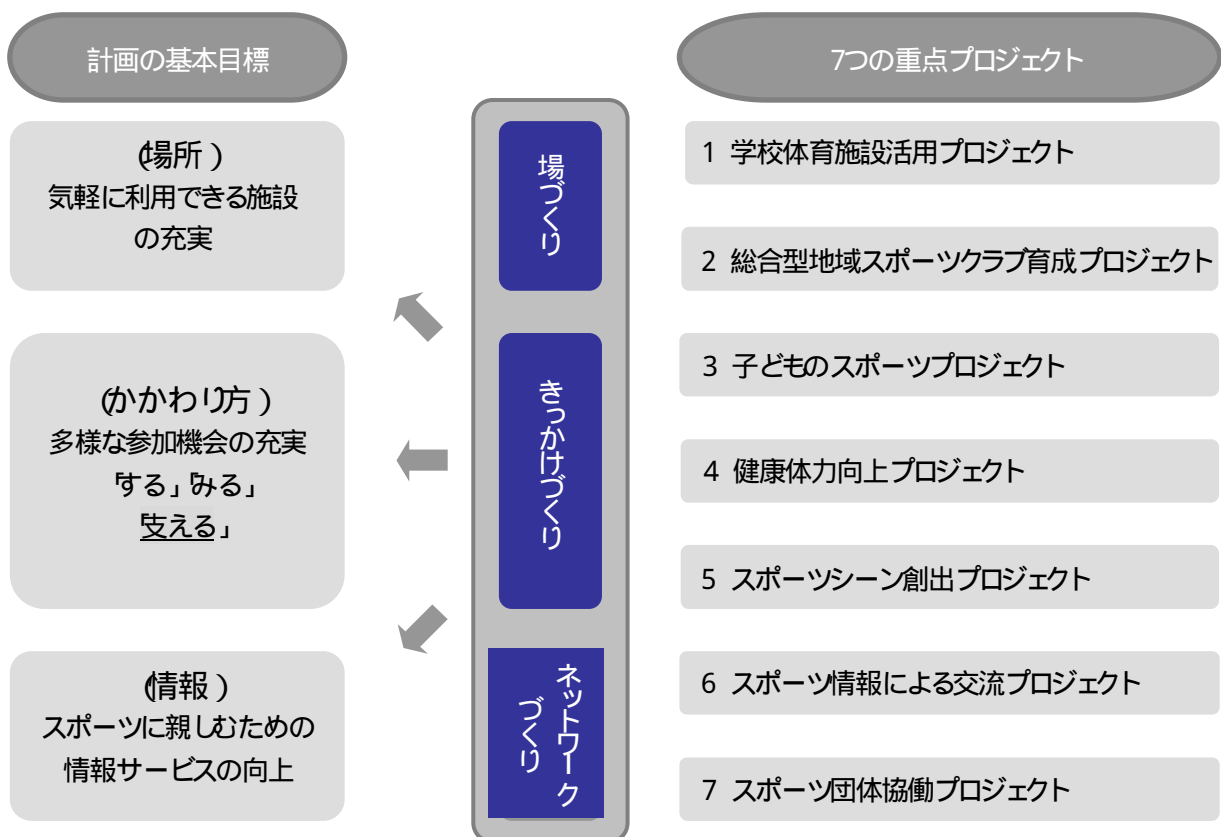 計画の基本目標
(場所)
気軽に利用できる施設
の充実
(かかわり方)
多様な参加機会の充実
「する」「みる」
「支える」
(情報)
スポーツに親しむための
情報サービスの向上
場づくり
きっかけづくり
ネットワーク
づくり
7つの重点プロジェクト
1 学校体育施設活用プロジェクト
2 総合型地域スポーツクラブ育成プロジェクト
3 子どものスポーツプロジェクト
4 健康体力向上プロジェクト
5 スポーツシーン創出プロジェクト
6 スポーツ情報による交流プロジェクト
7 スポーツ団体協働プロジェクト